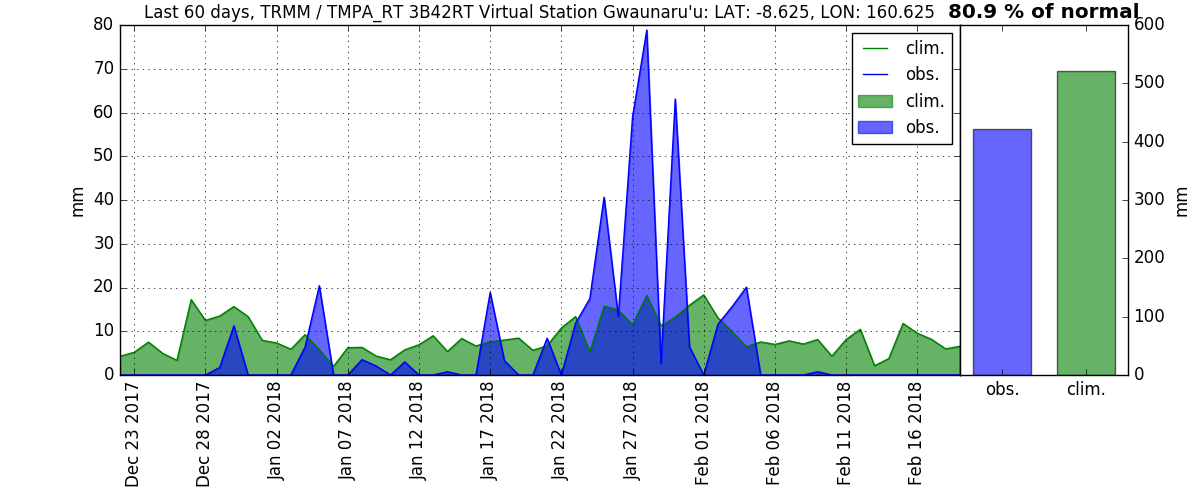 Last 60 days, TRMM / TMPA_RT 3B42RT Virtual Station Gwaunaru'u: LAT: -8.625, LON: 160.625
80.9 % of normal
80
70
60
50
40
30
20
10
0
mm
clim.
obs.
clim.
obs.
Dec 23 2017
Dec 28 2017
Jan 02 2018
Jan 07 2018
Jan 12 2018
Jan 17 2018
Jan 22 2018
Jan 27 2018
Feb 01 2018
Feb 06 2018
Feb 11 2018
Feb 16 2018
600
500
400
300
200
100
0
mm
obs.
clim.